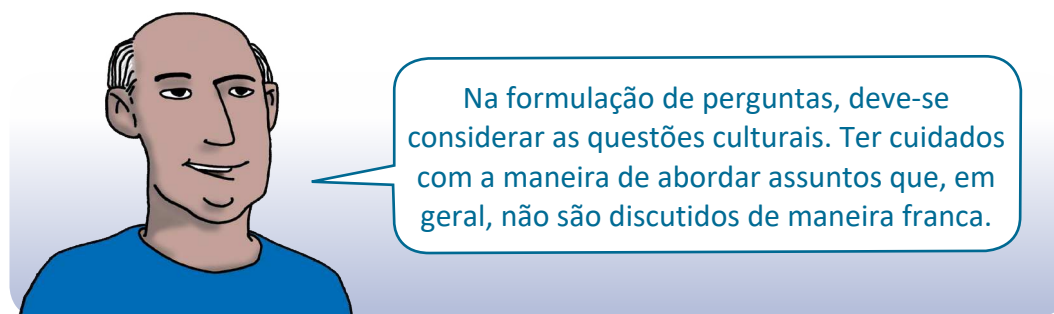 Na formulação de perguntas, deve-se
considerar as questões culturais. Ter cuidados
com a maneira de abordar assuntos que, em
geral, não são discutidos de maneira franca.